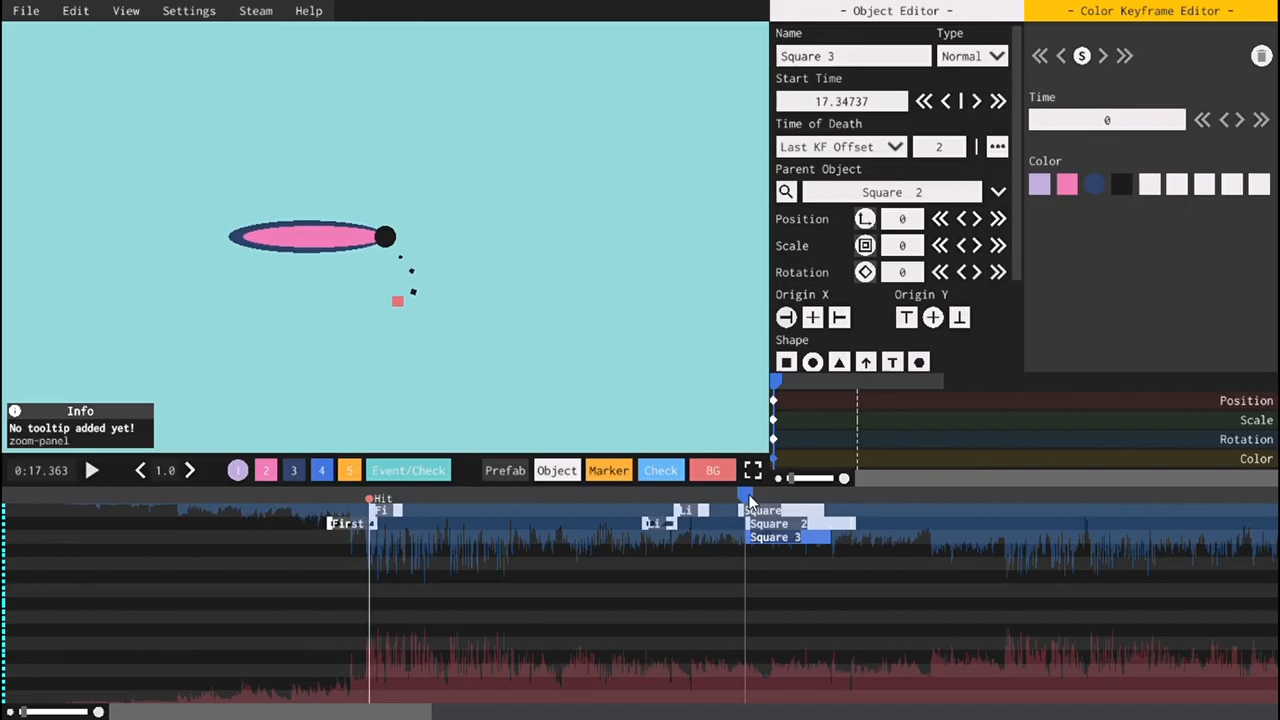 File Edit View Settings Steam Help
- Object Editor -
- Color Keyframe Editor -
Name Type
Square 3 Normal
Start Time
17.34737
Time of Death
Last KF Offset 2
Parent Object
Square 2
Position 0
Scale 0
Rotation 0
Origin X Origin Y
Shape
T
S
Time
0
Color
Position
Scale
Rotation
Color
Info
No tooltip added yet!
zoom-panel
0:17.363 1.0 1 2 3 4 5 Event/Check Prefab Object Marker Check BG
Hit
Fi Li Square
First Li Square 2
Square 3